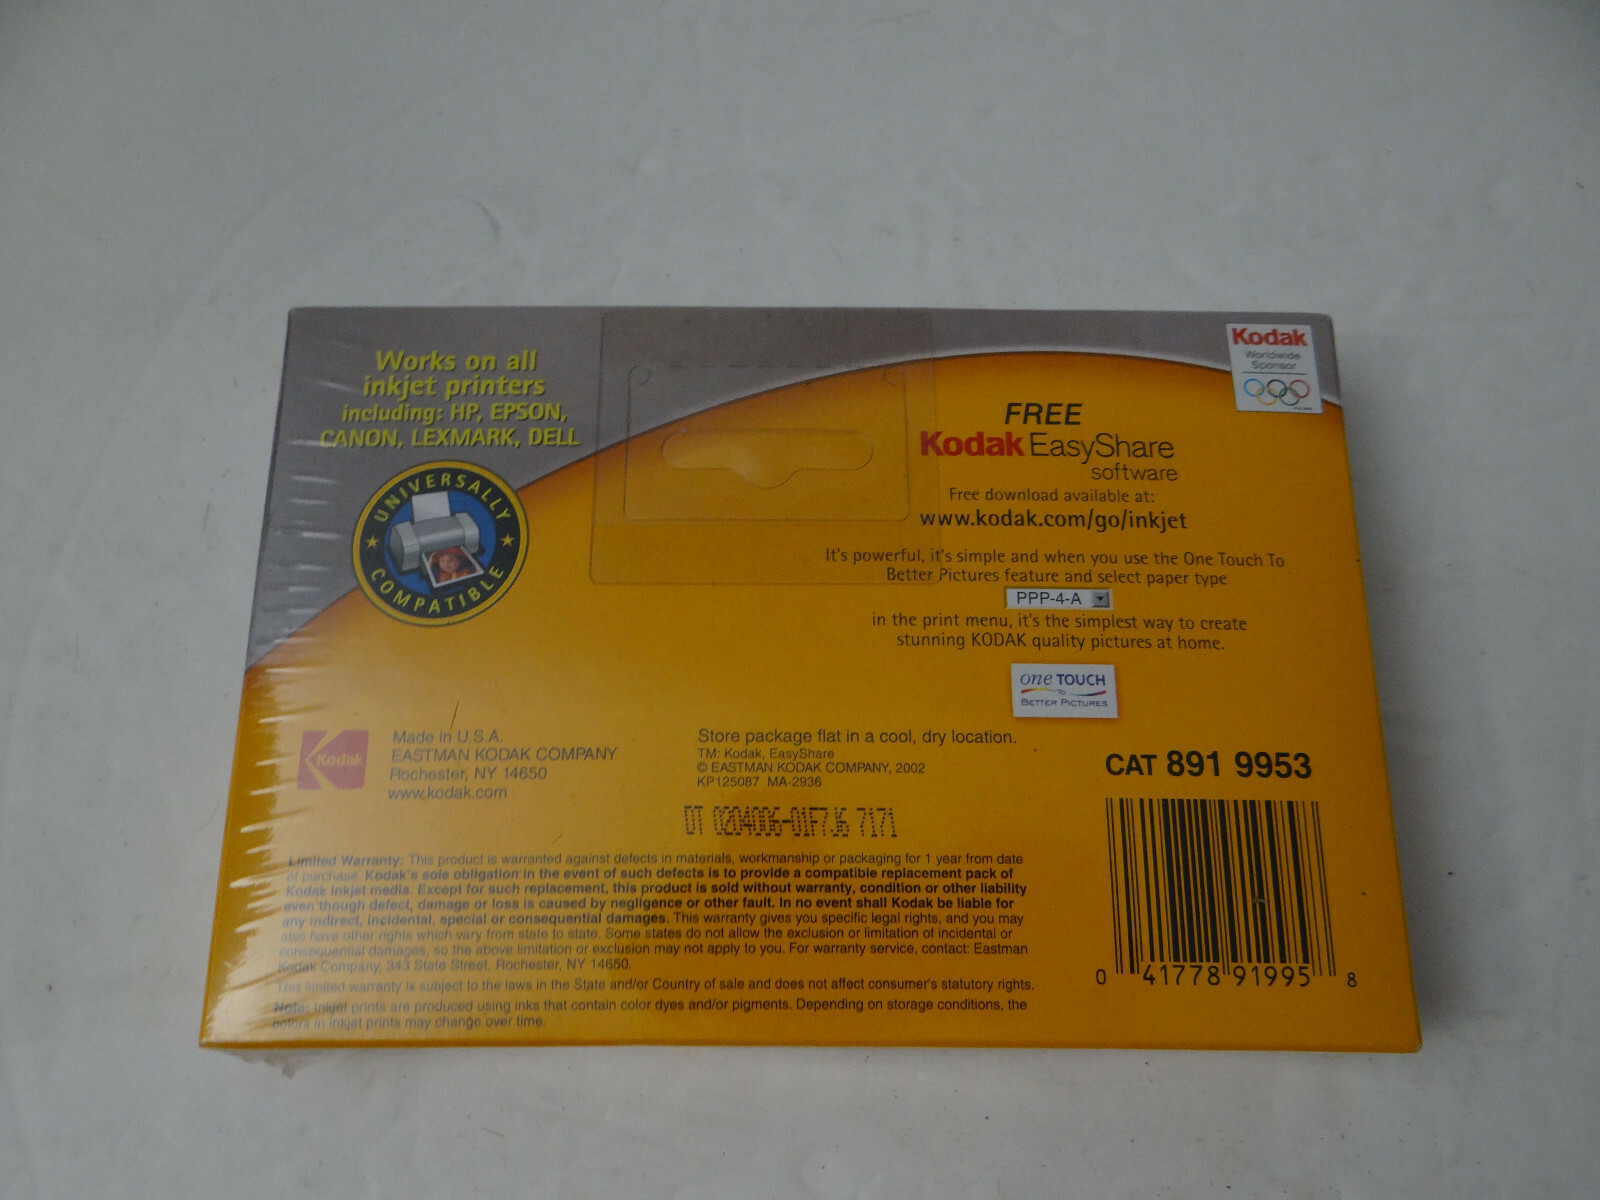 Works on all
inkjet printers
including: HP, EPSON,
CANON, LEXMARK, DELL
UNIVERSALLY
COMPATIBLE
Kodak
Worldwide
Sponsor
FREE
Kodak EasyShare
software
Free download available at:
www.kodak.com/go/inkjet
It's powerful, it's simple and when you use the One Touch To
Better Pictures feature and select paper type
PPP-4-A
in the print menu, it's the simplest way to create
stunning KODAK quality pictures at home.
one TOUCH
TO
BETTER PICTURES
Kodak
Made in U.S.A.
EASTMAN KODAK COMPANY
Rochester, NY 14650
www.kodak.com
Store package flat in a cool, dry location.
TM: Kodak, EasyShare
© EASTMAN KODAK COMPANY, 2002
KP125087 MA-2936
DT 0204006-01F7J6 7171
CAT 891 9953
0 41778 91995 8
Limited Warranty: This product is warranted against defects in materials, workmanship or packaging for 1 year from date
of purchase. Kodak's sole obligation in the event of such defects is to provide a compatible replacement pack of
Kodak inkjet media. Except for such replacement, this product is sold without warranty, condition or other liability
even though defect, damage or loss is caused by negligence or other fault. In no event shall Kodak be liable for
any indirect, incidental, special or consequential damages. This warranty gives you specific legal rights, and you may
also have other rights which vary from state to state. Some states do not allow the exclusion or limitation of incidental or
consequential damages, so the above limitation or exclusion may not apply to you. For warranty service, contact: Eastman
Kodak Company, 343 State Street, Rochester, NY 14650.
This limited warranty is subject to the laws in the State and/or Country of sale and does not affect consumer's statutory rights.
Note: Inkjet prints are produced using inks that contain color dyes and/or pigments. Depending on storage conditions, the
colors in inkjet prints may change over time.